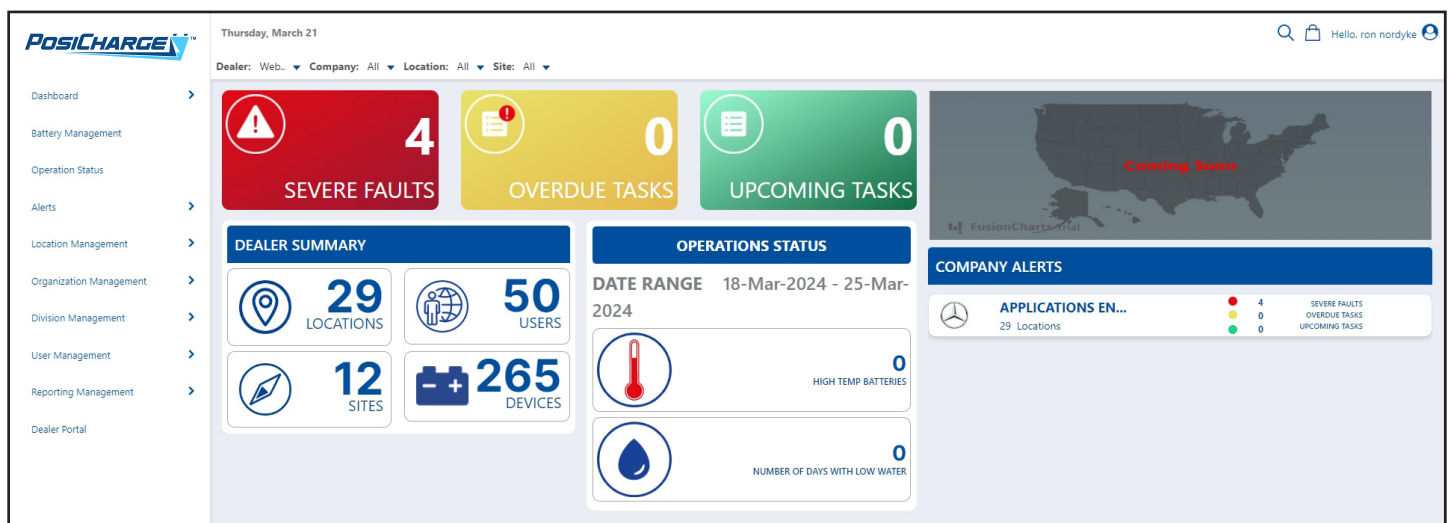 POSICHARGE™
Thursday, March 21
Hello, ron nordyke
Dealer: Web.. Company: All Location: All Site: All
Dashboard
Battery Management
Operation Status
Alerts
Location Management
Organization Management
Division Management
User Management
Reporting Management
Dealer Portal
4
SEVERE FAULTS
0
OVERDUE TASKS
0
UPCOMING TASKS
Coming Soon
FusionCharts Trial
DEALER SUMMARY
29
LOCATIONS
50
USERS
12
SITES
265
DEVICES
OPERATIONS STATUS
DATE RANGE 18-Mar-2024 - 25-Mar-
2024
0
HIGH TEMP BATTERIES
0
NUMBER OF DAYS WITH LOW WATER
COMPANY ALERTS
APPLICATIONS EN...
29 Locations
4 SEVERE FAULTS
0 OVERDUE TASKS
0 UPCOMING TASKS